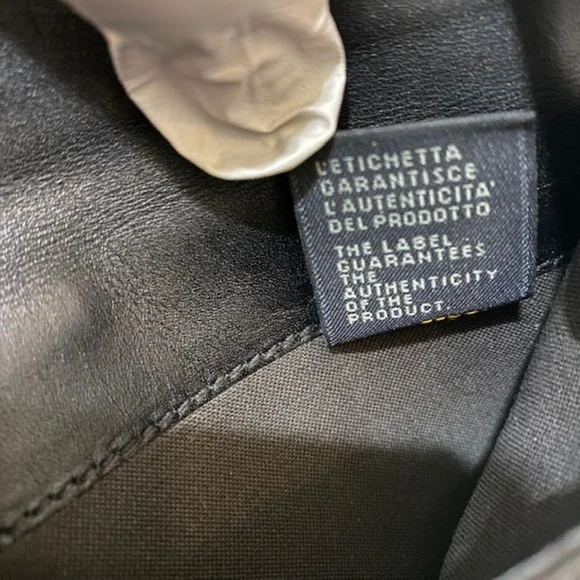 L'ETICHETTA
GARANTISCE
L'AUTENTICITA'
DEL PRODOTTO
THE LABEL
GUARANTEES
THE
AUTHENTICITY
OF THE
PRODUCT.